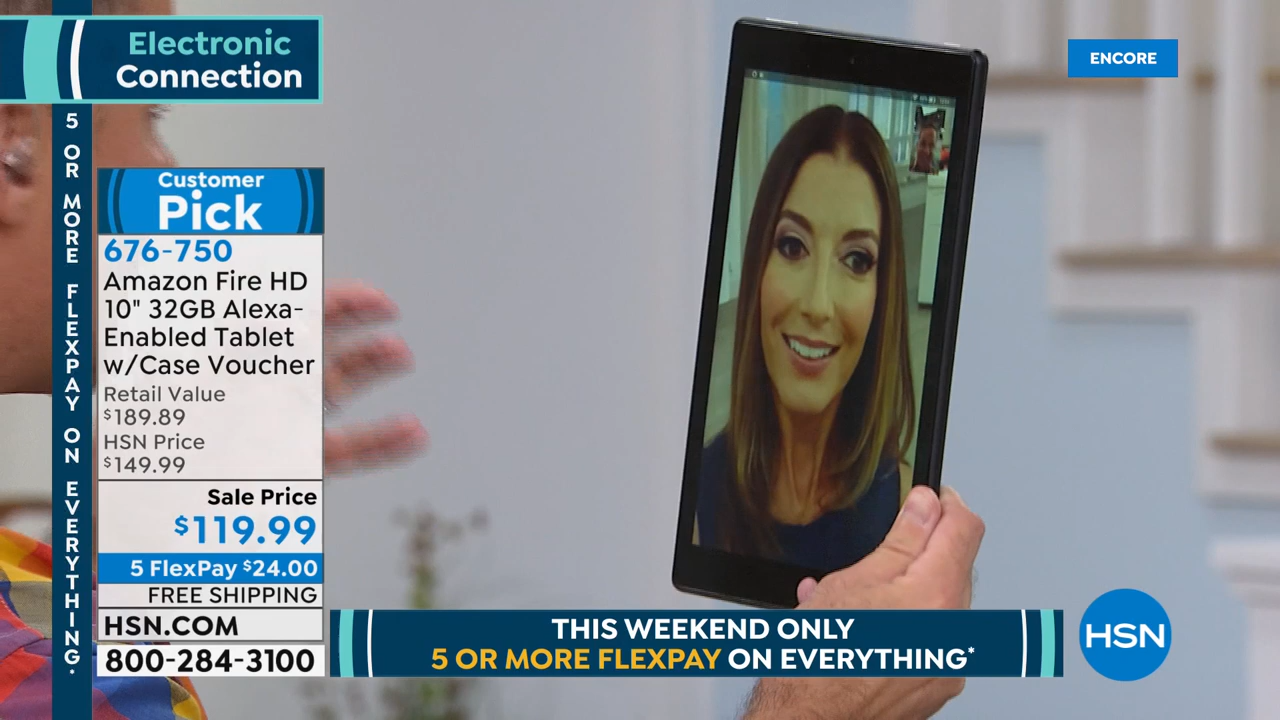 Electronic
Connection
ENCORE
5 OR MORE FLEXPAY ON EVERYTHING.
Customer
Pick
676-750
Amazon Fire HD
10" 32GB Alexa-
Enabled Tablet
w/Case Voucher
Retail Value
$189.89
HSN Price
$149.99
Sale Price
$119.99
5 FlexPay $24.00
FREE SHIPPING
HSN.COM
800-284-3100
THIS WEEKEND ONLY
5 OR MORE FLEXPAY ON EVERYTHING*
HSN